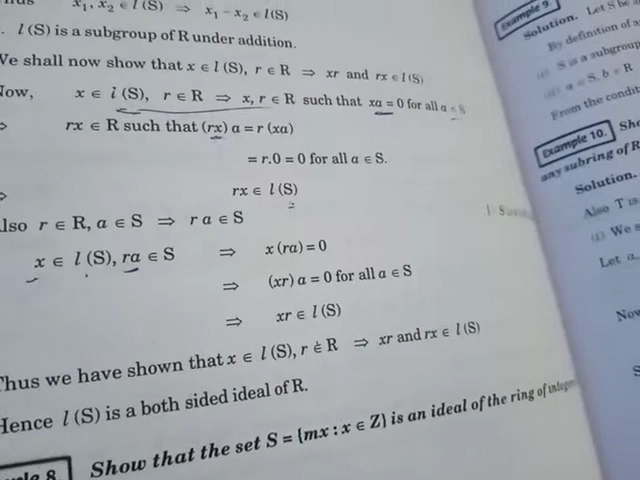 x₁, x₂ ∈ l (S) ⇒ x₁ – x₂ ∈ l (S)
l (S) is a subgroup of R under addition.
We shall now show that x ∈ l (S), r ∈ R ⇒ xr and rx ∈ l (S)
Now, x ∈ l (S), r ∈ R ⇒ x, r ∈ R such that xa = 0 for all a ∈ S
rx ∈ R such that (rx) a = r (xa)
= r.0 = 0 for all a ∈ S.
rx ∈ l (S)
Also r ∈ R, a ∈ S ⇒ r a ∈ S
x ∈ l (S), ra ∈ S ⇒ x (ra) = 0
⇒ (xr) a = 0 for all a ∈ S
⇒ xr ∈ l (S)
Thus we have shown that x ∈ l (S), r ∈ R ⇒ xr and rx ∈ l (S)
Hence l (S) is a both sided ideal of R.
8. Show that the set S = {mx : x ∈ Z} is an ideal of the ring of
Example 9.
Solution. Let S be
By definition of
(i) S is a subgroup
a ∈ S, b ∈ R
From the condit
Example 10. Sho
any subring of R
Solution.
Also T is
(i) We s
Let a,
Now
S